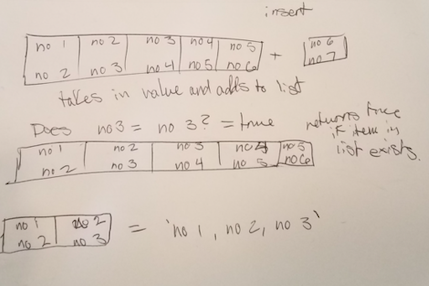 insert
no 1 no 2 no 3 no 4 no 5 + no 6
no 2 no 3 no 4 no 5 no 6 no 7
takes in value and adds to list
Does no3 = no 3? = true
returns true
if item in
list exists.
no 1 no 2 no 3 no 4 no 5
no 2 no 3 no 4 no 5 no 6
no 1 no 2
no 2 no 3 = 'no 1, no 2, no 3'